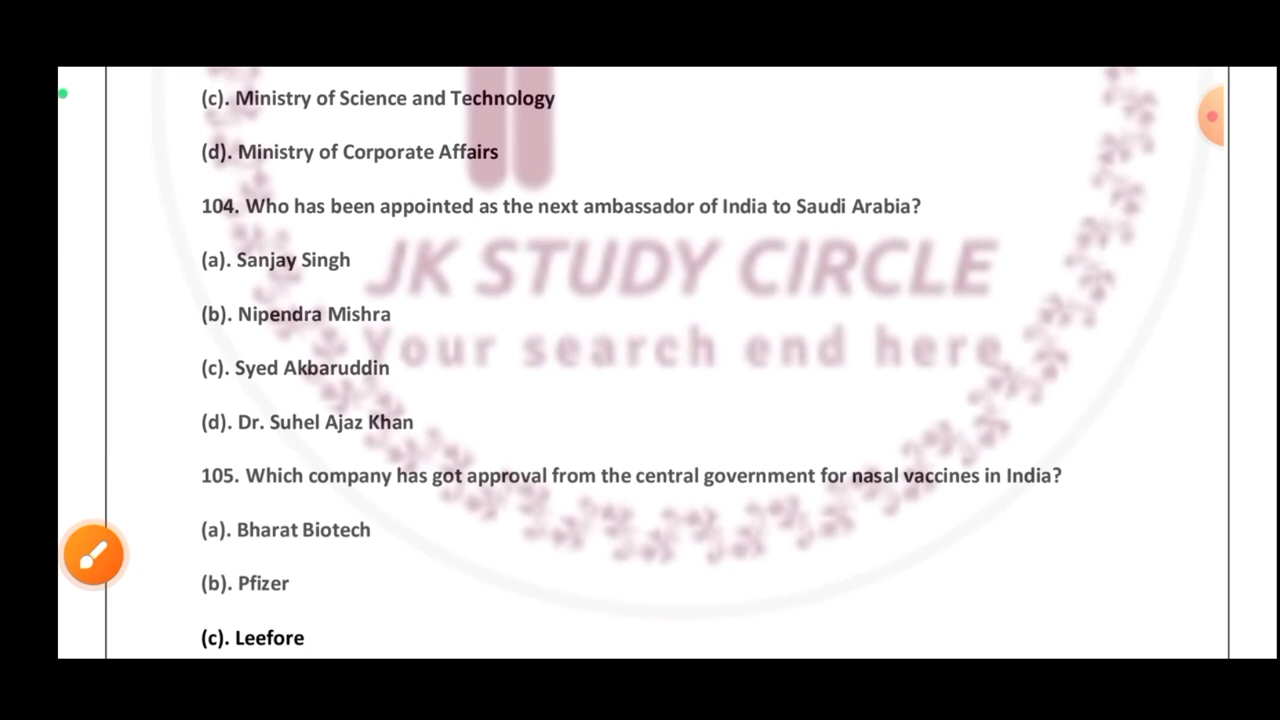 (c). Ministry of Science and Technology
(d). Ministry of Corporate Affairs
104. Who has been appointed as the next ambassador of India to Saudi Arabia?
(a). Sanjay Singh
JK STUDY CIRCLE
(b). Nipendra Mishra
Your search end here
(c). Syed Akbaruddin
(d). Dr. Suhel Ajaz Khan
105. Which company has got approval from the central government for nasal vaccines in India?
(a). Bharat Biotech
(b). Pfizer
(c). Leefore